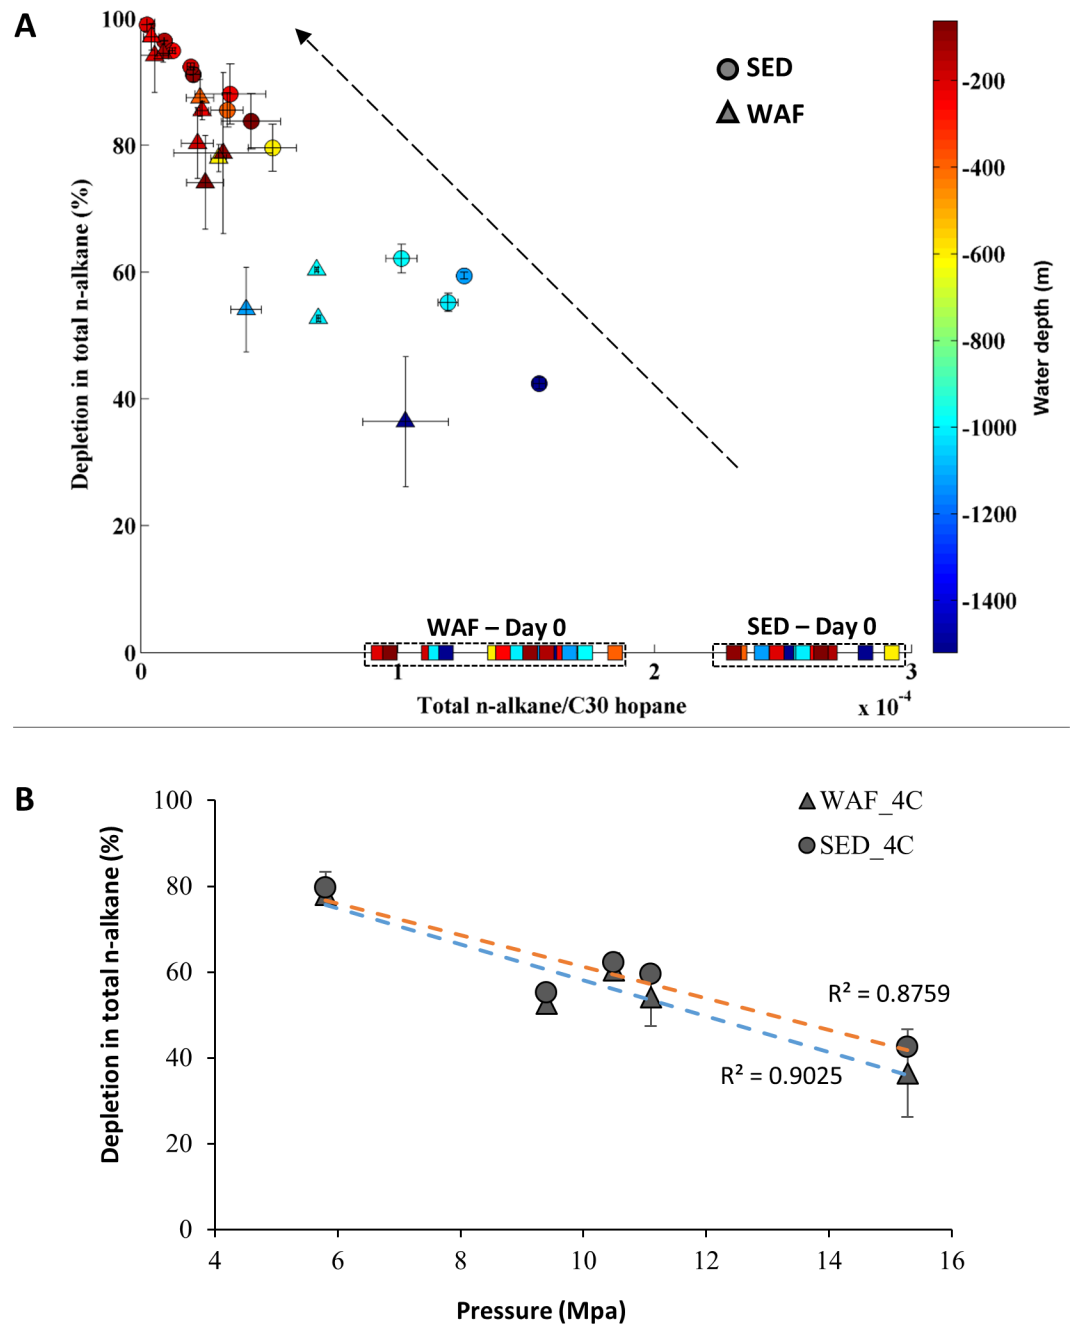 A
Depletion in total n-alkane (%)
100
80
60
40
20
0
SED
WAF
WAF – Day 0
SED – Day 0
0
1
2
3
Total n-alkane/C30 hopane
x 10⁻⁴
-200
-400
-600
-800
-1000
-1200
-1400
Water depth (m)
B
Depletion in total n-alkane (%)
100
80
60
40
20
0
WAF_4C
SED_4C
R² = 0.8759
R² = 0.9025
4
6
8
10
12
14
16
Pressure (Mpa)